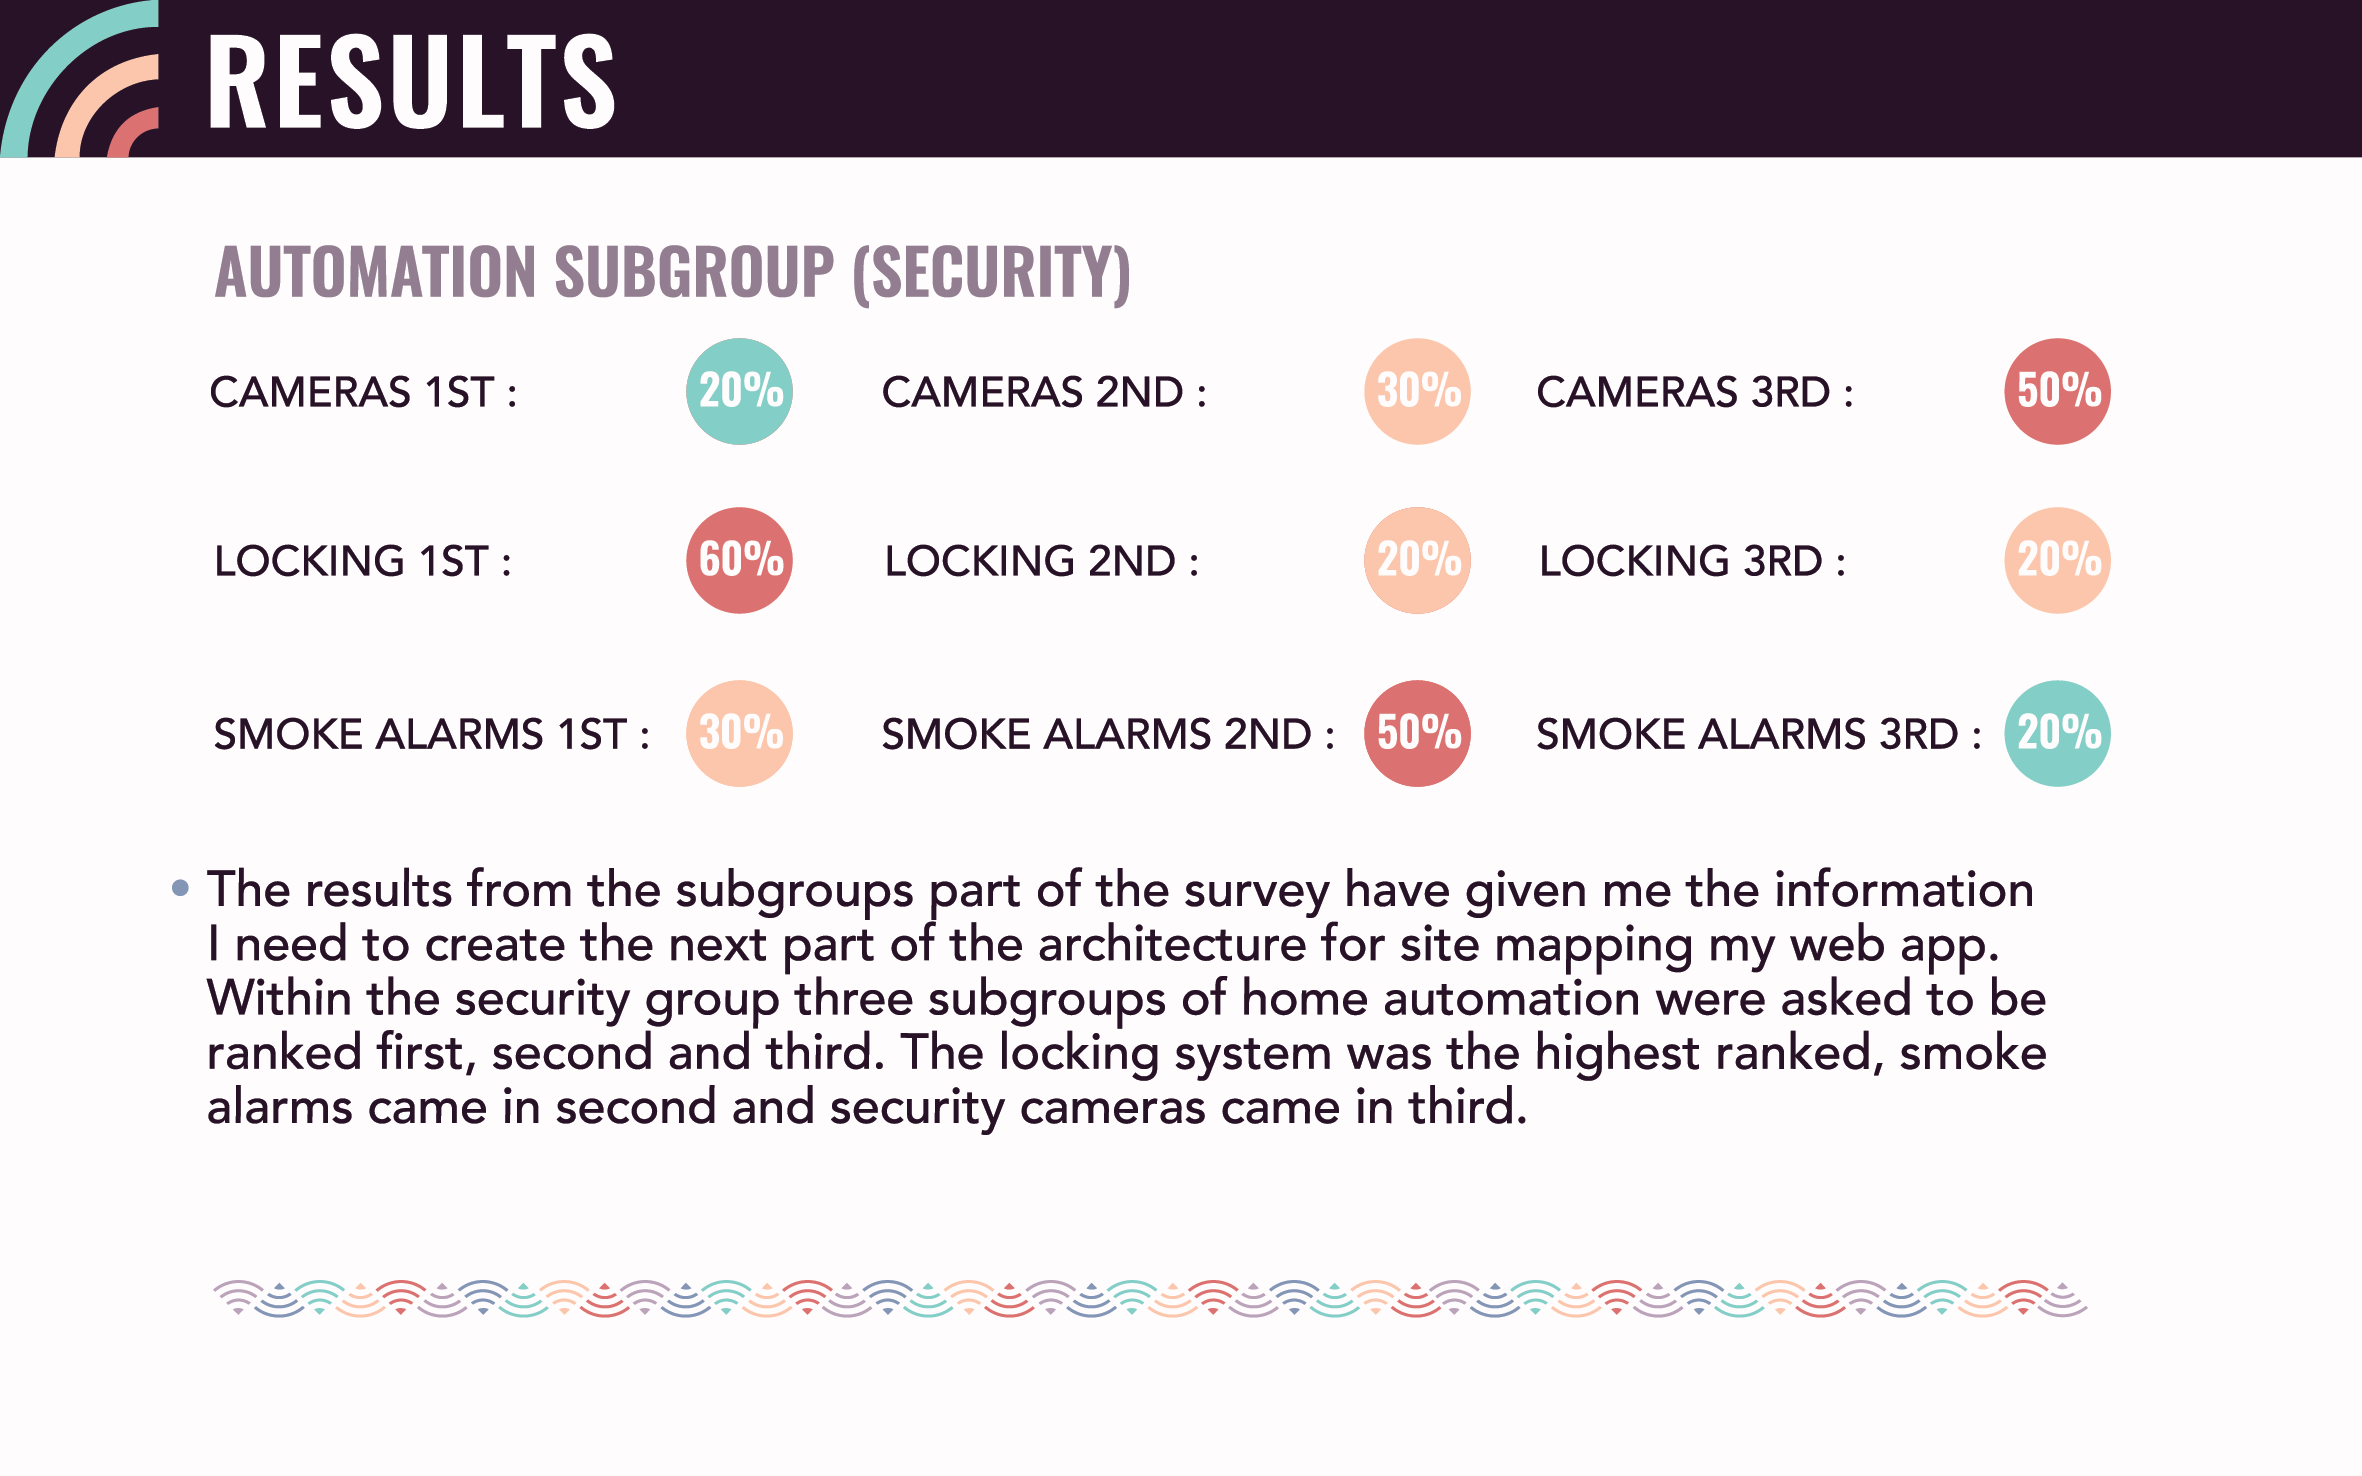 RESULTS
AUTOMATION SUBGROUP (SECURITY)
CAMERAS 1ST : 20% CAMERAS 2ND : 30% CAMERAS 3RD : 50%
LOCKING 1ST : 60% LOCKING 2ND : 20% LOCKING 3RD : 20%
SMOKE ALARMS 1ST : 30% SMOKE ALARMS 2ND : 50% SMOKE ALARMS 3RD : 20%
• The results from the subgroups part of the survey have given me the information
I need to create the next part of the architecture for site mapping my web app.
Within the security group three subgroups of home automation were asked to be
ranked first, second and third. The locking system was the highest ranked, smoke
alarms came in second and security cameras came in third.